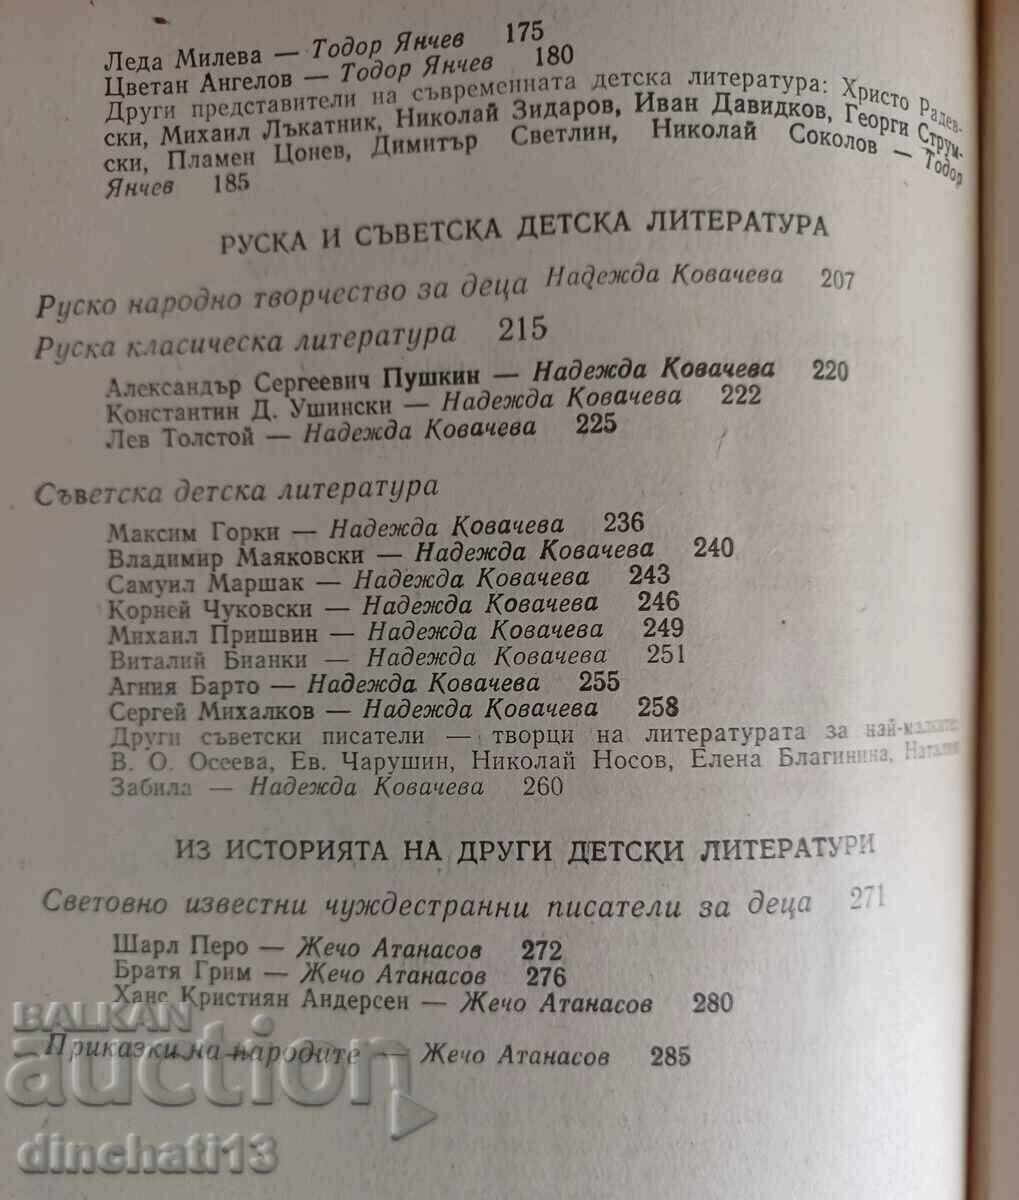 Леда Милева — Тодор Янчев 175
Цветан Ангелов — Тодор Янчев 180
Други представители на съвременната детска литература: Христо Радев-
ски, Михаил Лъкатник, Николай Зидаров, Иван Давидков, Георги Струм-
ски, Пламен Цонев, Димитър Светлин, Николай Соколов — Тодор
Янчев 185
РУСКА И СЪВЕТСКА ДЕТСКА ЛИТЕРАТУРА
Руско народно творчество за деца Надежда Ковачева 207
Руска класическа литература 215
Александър Сергеевич Пушкин — Надежда Ковачева 220
Константин Д. Ушински — Надежда Ковачева 222
Лев Толстой — Надежда Ковачева 225
Съветска детска литература
Максим Горки — Надежда Ковачева 236
Владимир Маяковски — Надежда Ковачева 240
Самуил Маршак — Надежда Ковачева 243
Корней Чуковски — Надежда Ковачева 246
Михаил Пришвин — Надежда Ковачева 249
Виталий Бианки — Надежда Ковачева 251
Агния Барто — Надежда Ковачева 255
Сергей Михалков — Надежда Ковачева 258
Други съветски писатели — творци на литературата за най-малките:
В. О. Осеева, Ев. Чарушин, Николай Носов, Елена Благинина, Наталия
Забила — Надежда Ковачева 260
ИЗ ИСТОРИЯТА НА ДРУГИ ДЕТСКИ ЛИТЕРАТУРИ
Световно известни чуждестранни писатели за деца 271
Шарл Перо — Жечо Атанасов 272
Братя Грим — Жечо Атанасов 276
Ханс Кристиян Андерсен — Жечо Атанасов 280
Приказки на народите — Жечо Атанасов 285
BALKAN
auction
dinchati13